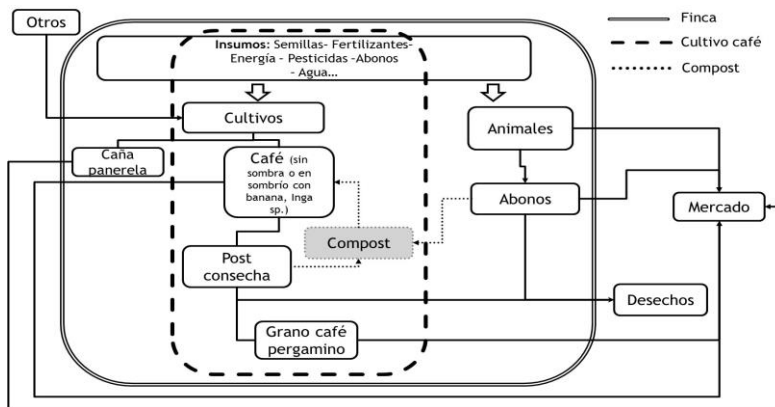 Otros
Finca
Cultivo café
Compost
Insumos: Semillas- Fertilizantes-
Energía - Pesticidas -Abonos
- Agua...
Cultivos
Animales
Caña
panerela
Café (sin
sombra o en
sombrío con
banana, Inga
sp.)
Abonos
Mercado
Compost
Post
consecha
Desechos
Grano café
pergamino